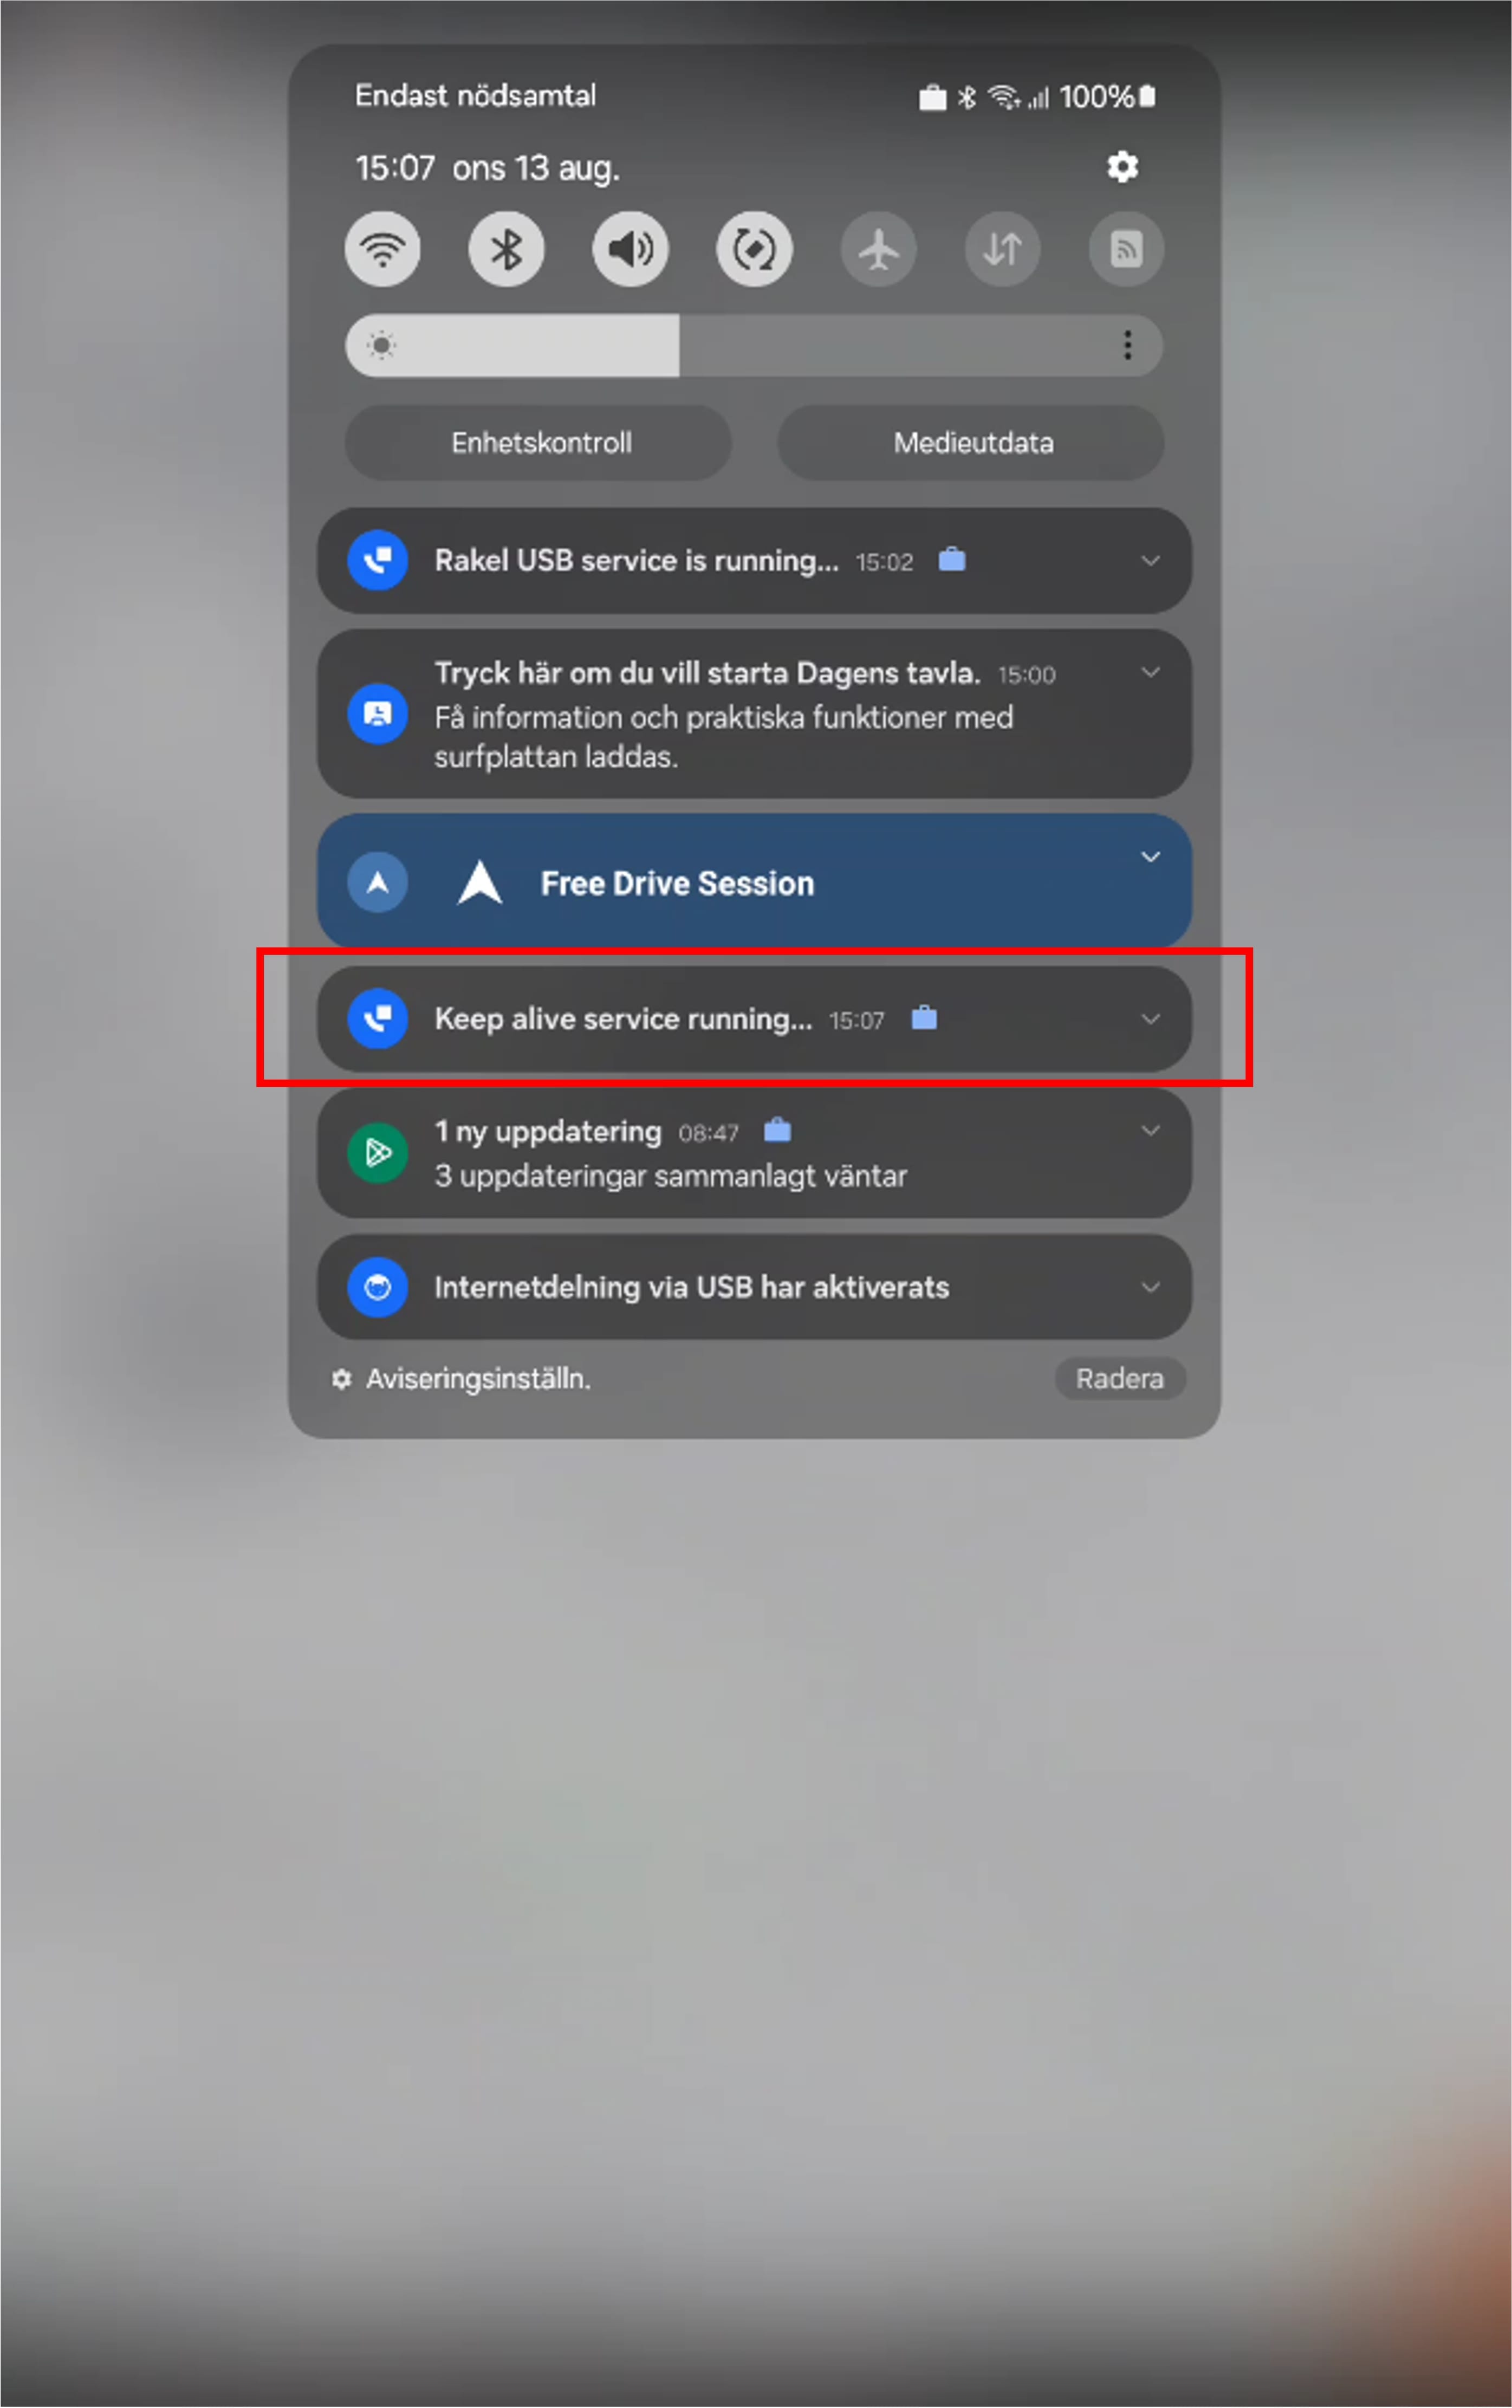 Endast nödsamtal
100%
15:07 ons 13 aug.
Enhetskontroll
Medieutdata
Rakel USB service is running... 15:02
Tryck här om du vill starta Dagens tavla. 15:00
Få information och praktiska funktioner med
surfplattan laddas.
Free Drive Session
Keep alive service running... 15:07
1 ny uppdatering 08:47
3 uppdateringar sammanlagt väntar
Internetdelning via USB har aktiverats
Aviseringsinställn.
Radera